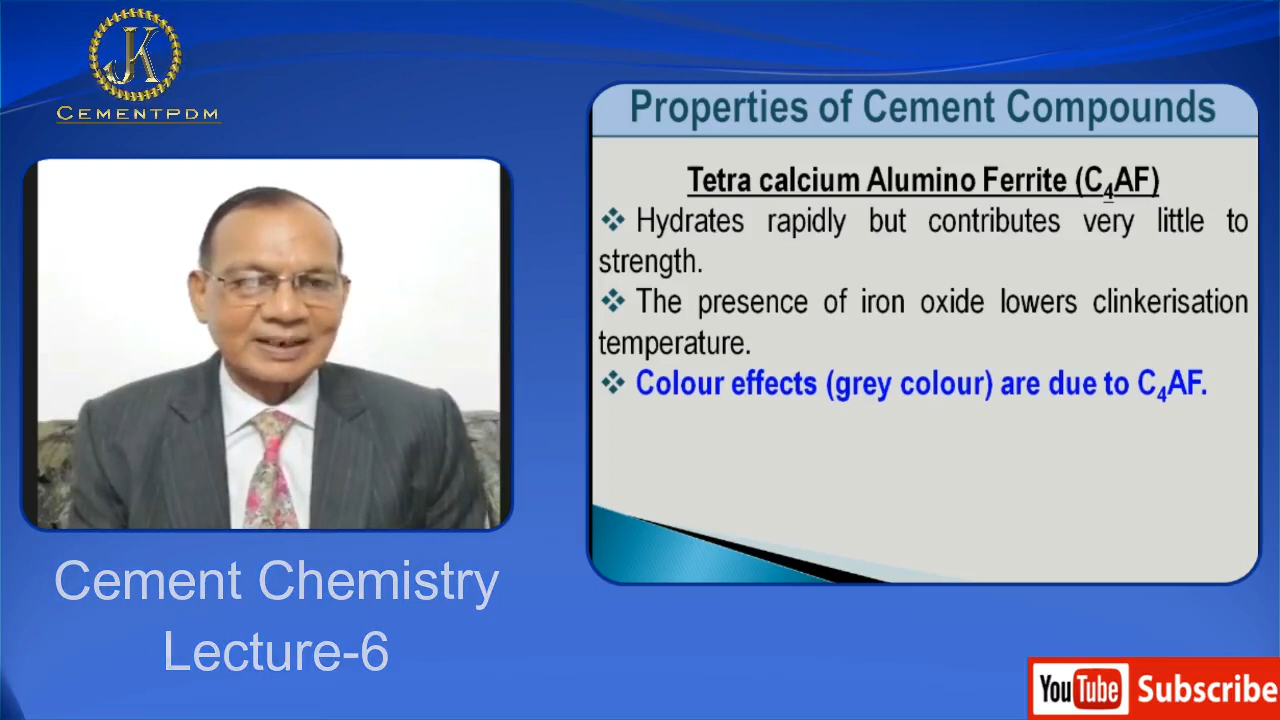 JK
CEMENTPDM
Cement Chemistry
Lecture-6
Properties of Cement Compounds
Tetra calcium Alumino Ferrite (C₄AF)
❖ Hydrates rapidly but contributes very little to
strength.
❖ The presence of iron oxide lowers clinkerisation
temperature.
❖ Colour effects (grey colour) are due to C₄AF.
YouTube Subscribe